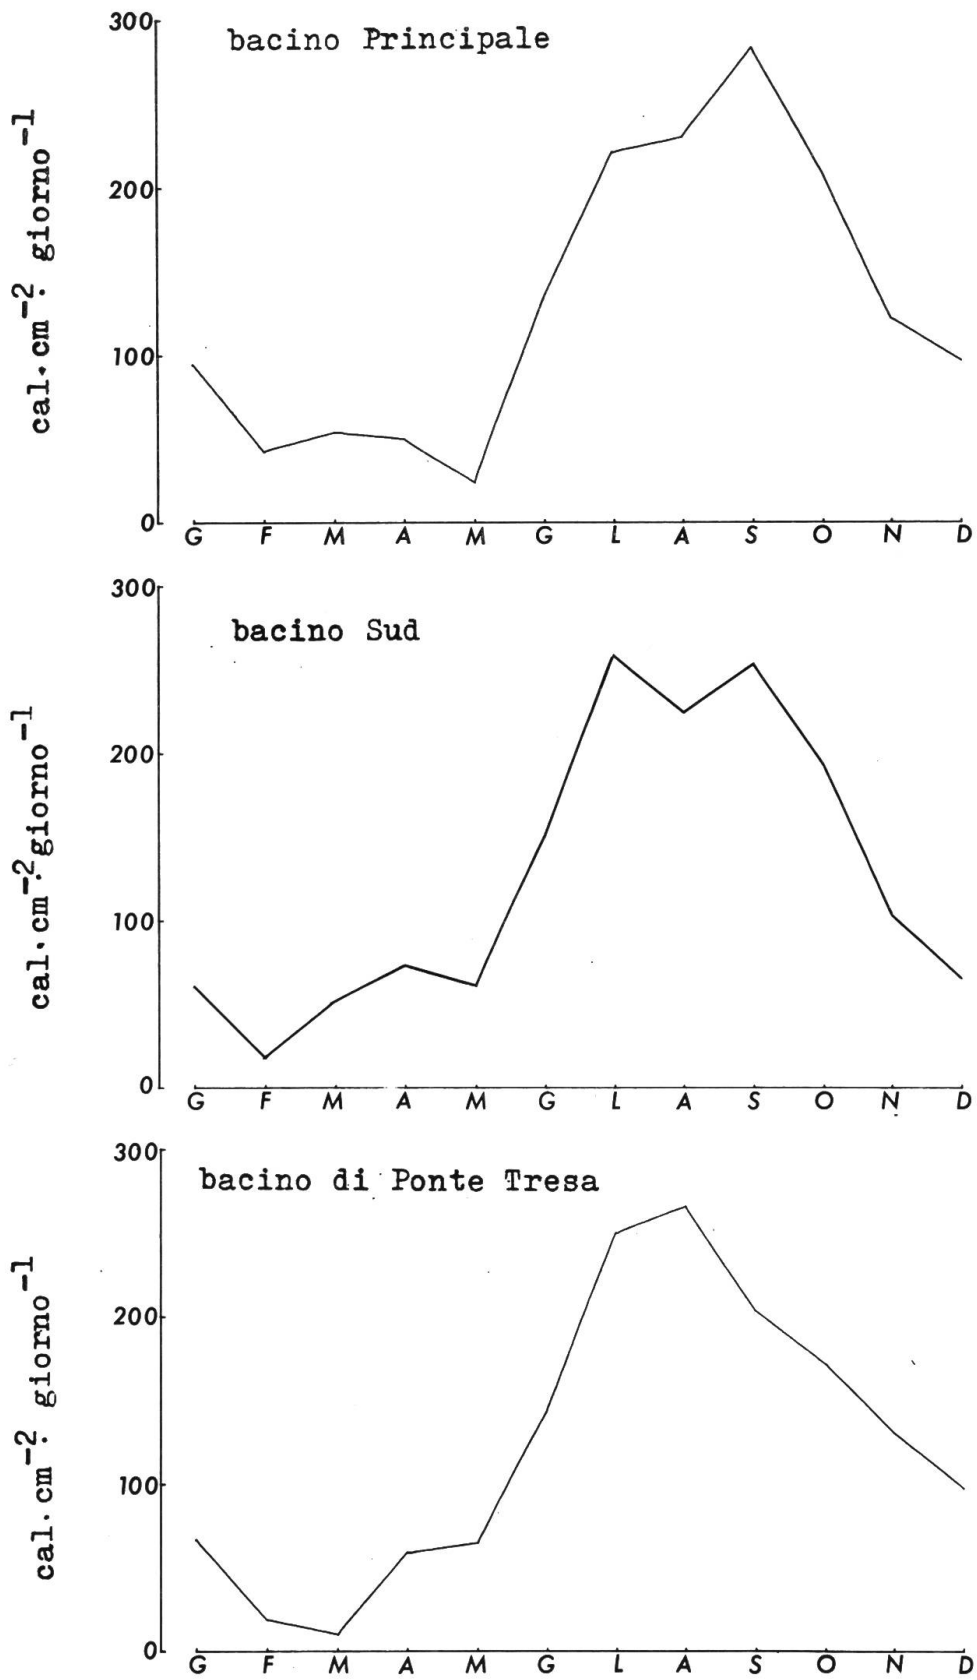 bacino Principale
cal.cm-2. giorno-1
300
200
100
0
G F M A M G L A S O N D
bacino Sud
cal.cm-2.giorno-1
300
200
100
0
G F M A M G L A S O N D
bacino di Ponte Tresa
cal.cm-2. giorno-1
300
200
100
0
G F M A M G L A S O N D